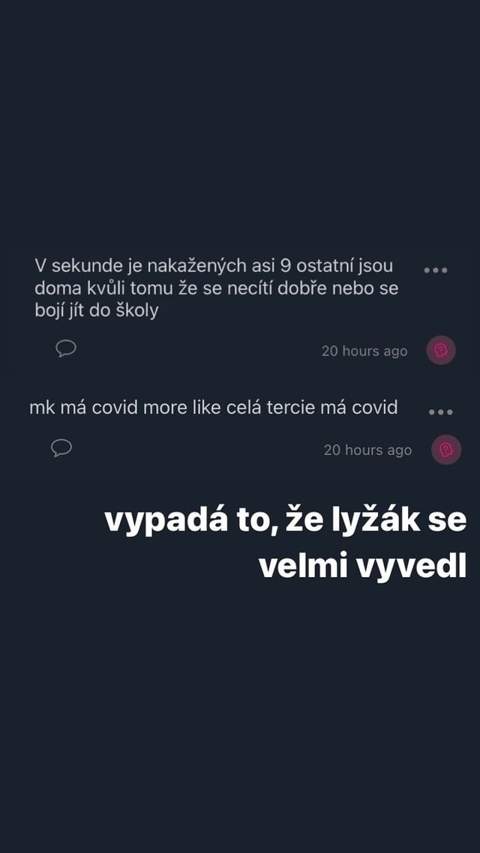 V sekunde je nakažených asi 9 ostatní jsou
doma kvůli tomu že se necítí dobře nebo se
bojí jít do školy
20 hours ago
mk má covid more like celá tercie má covid
20 hours ago
vypadá to, že lyžák se
velmi vyvedl